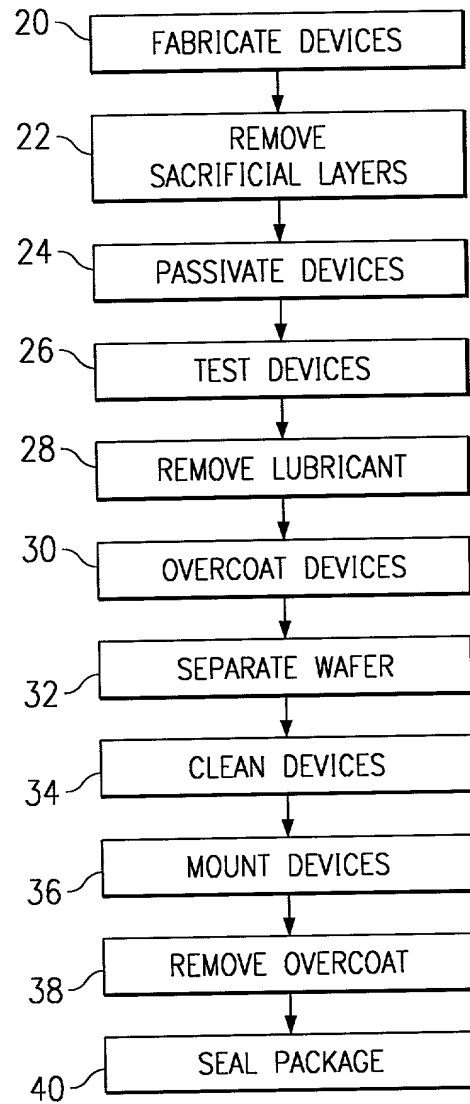 20
FABRICATE DEVICES
22
REMOVE
SACRIFICIAL LAYERS
24
PASSIVATE DEVICES
26
TEST DEVICES
28
REMOVE LUBRICANT
30
OVERCOAT DEVICES
32
SEPARATE WAFER
34
CLEAN DEVICES
36
MOUNT DEVICES
38
REMOVE OVERCOAT
40
SEAL PACKAGE